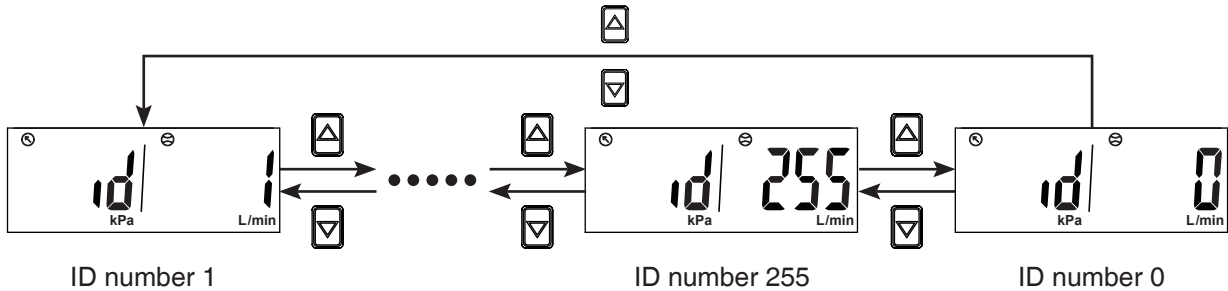 id 1
kPa L/min
id 255
kPa L/min
id 0
kPa L/min
ID number 1
ID number 255
ID number 0